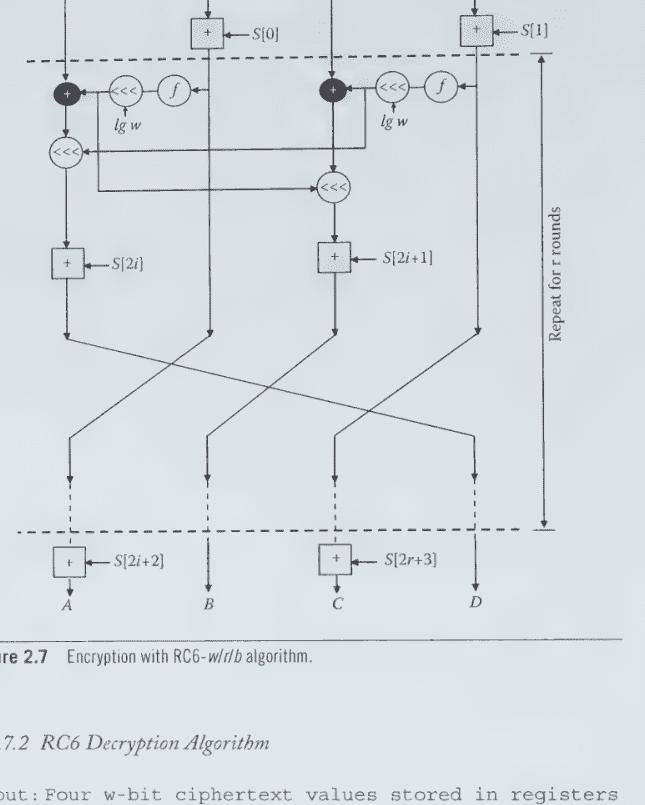 + S[0] + S[1]
+ <<< f + <<< f
lg w lg w
<<<
<<<
+ S[2i] + S[2i+1]
Repeat for r rounds
+ S[2i+2] + S[2r+3]
A B C D
re 2.7 Encryption with RC6-w/r/b algorithm.
.7.2 RC6 Decryption Algorithm
out: Four w-bit ciphertext values stored in registers